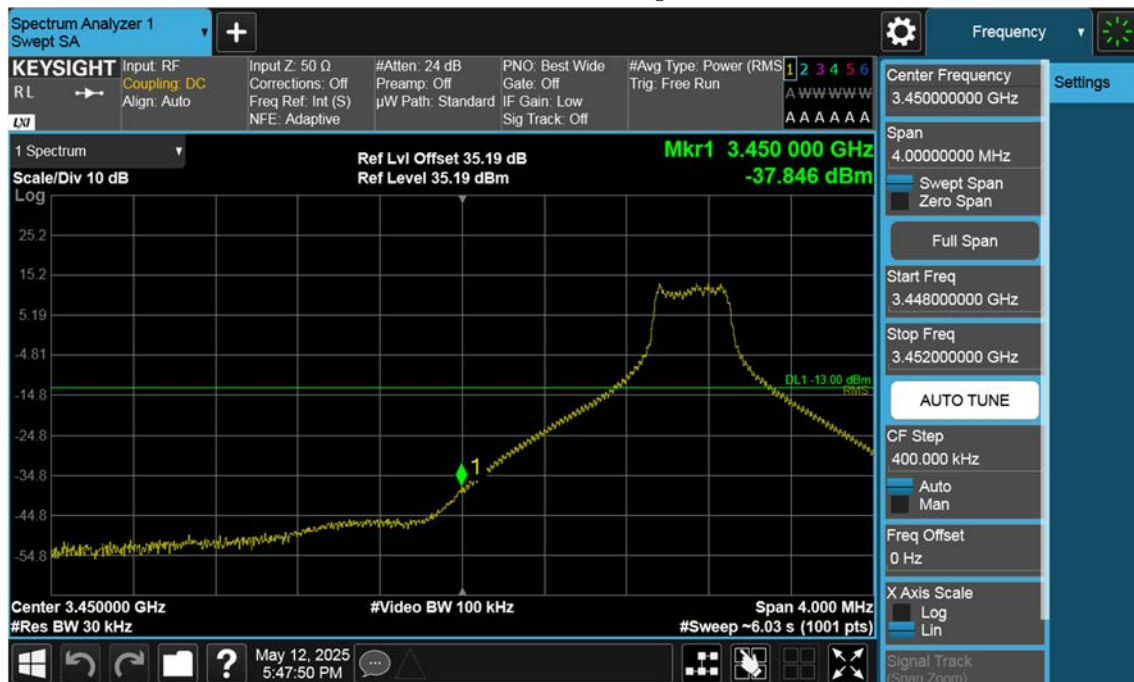 Spectrum Analyzer 1
Swept SA
Frequency
KEYSIGHT
RL
LXI
Input: RF
Coupling: DC
Align: Auto
Input Z: 50 Ω
Corrections: Off
Freq Ref: Int (S)
NFE: Adaptive
#Atten: 24 dB
Preamp: Off
µW Path: Standard
PNO: Best Wide
Gate: Off
IF Gain: Low
Sig Track: Off
#Avg Type: Power (RMS
Trig: Free Run
1 2 3 4 5 6
A W W W W W
A A A A A A
1 Spectrum
Scale/Div 10 dB
Ref Lvl Offset 35.19 dB
Ref Level 35.19 dBm
Mkr1 3.450 000 GHz
-37.846 dBm
Log
25.2
15.2
5.19
-4.81
-14.8
-24.8
-34.8
-44.8
-54.8
DL1 -13.00 dBm
RMS
1
Center 3.450000 GHz
#Res BW 30 kHz
#Video BW 100 kHz
Span 4.000 MHz
#Sweep ~6.03 s (1001 pts)
Center Frequency
3.450000000 GHz
Settings
Span
4.00000000 MHz
Swept Span
Zero Span
Full Span
Start Freq
3.448000000 GHz
Stop Freq
3.452000000 GHz
AUTO TUNE
CF Step
400.000 kHz
Auto
Man
Freq Offset
0 Hz
X Axis Scale
Log
Lin
Signal Track
(Span Zoom)
?
May 12, 2025
5:47:50 PM